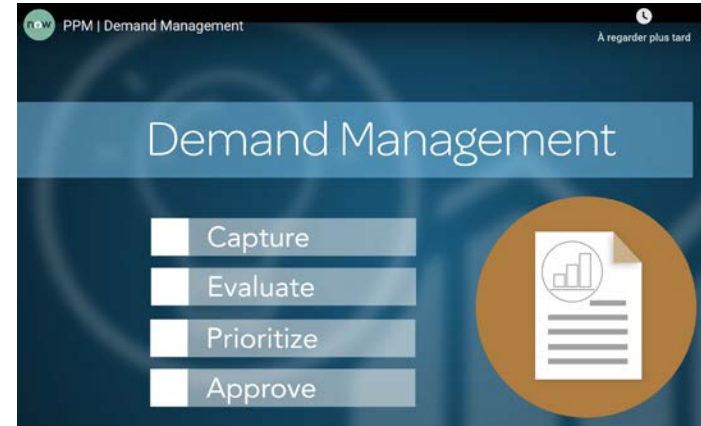 now
PPM | Demand Management
À regarder plus tard
Demand Management
Capture
Evaluate
Prioritize
Approve